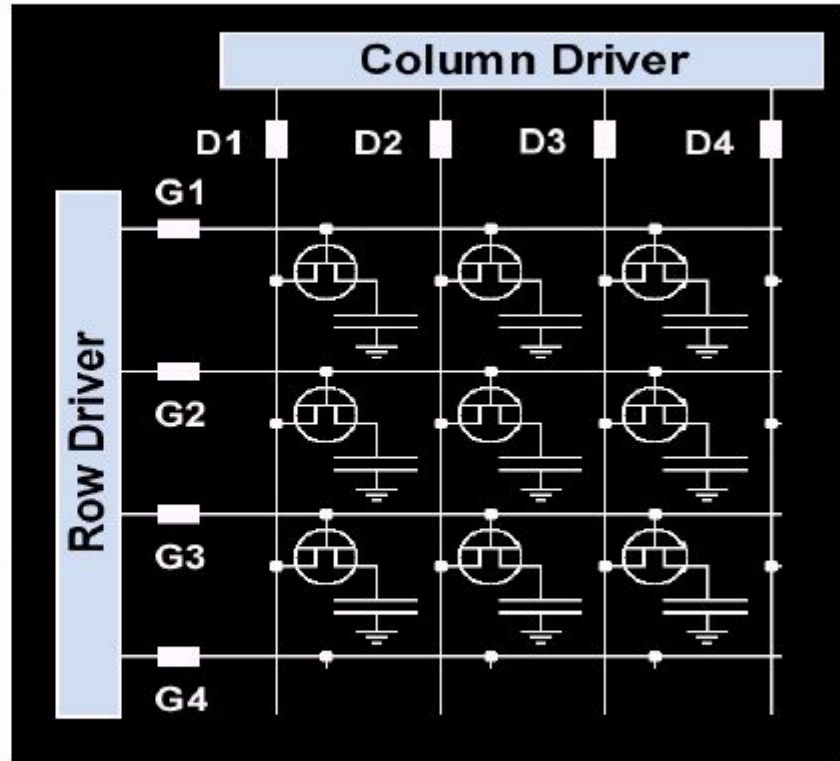 Column Driver
D1 D2 D3 D4
G1
Row Driver
G2
G3
G4